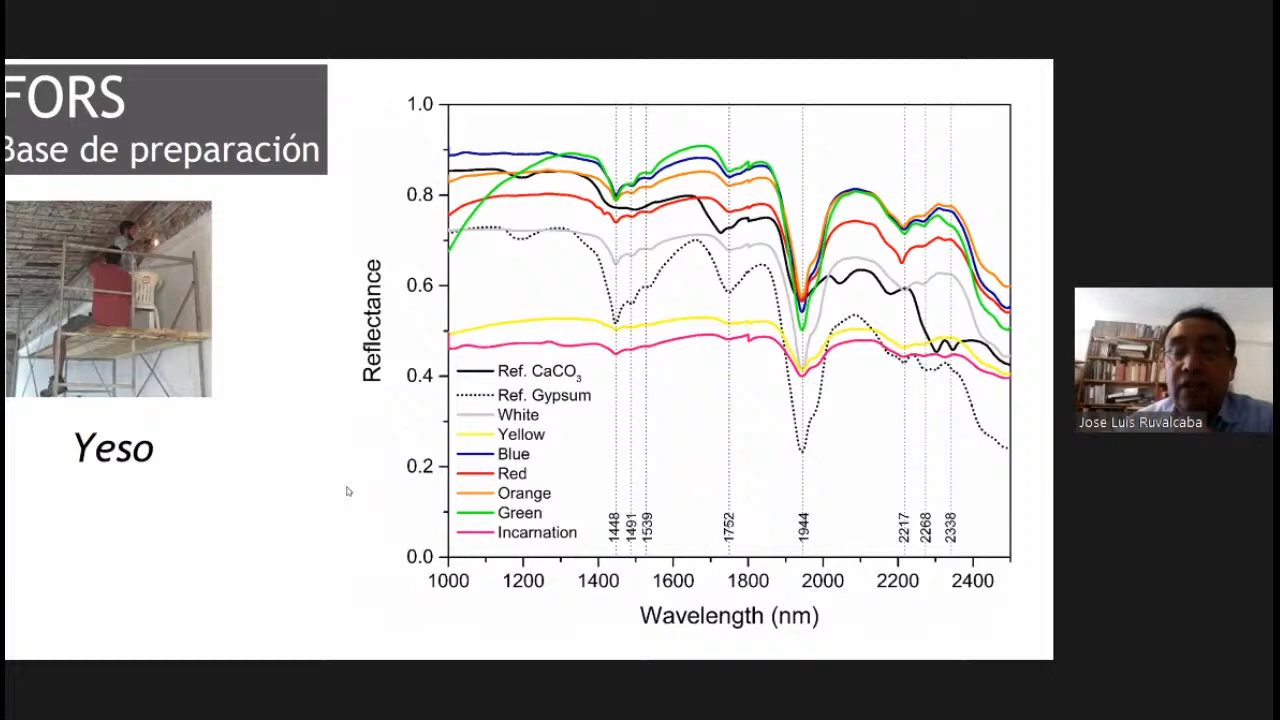 FORS
Base de preparación
Yeso
1.0
0.8
0.6
0.4
0.2
0.0
Reflectance
Ref. CaCO3
Ref. Gypsum
White
Yellow
Blue
Red
Orange
Green
Incarnation
1448
1491
1539
1752
1944
2217
2268
2338
1000 1200 1400 1600 1800 2000 2200 2400
Wavelength (nm)
Jose Luis Ruvalcaba